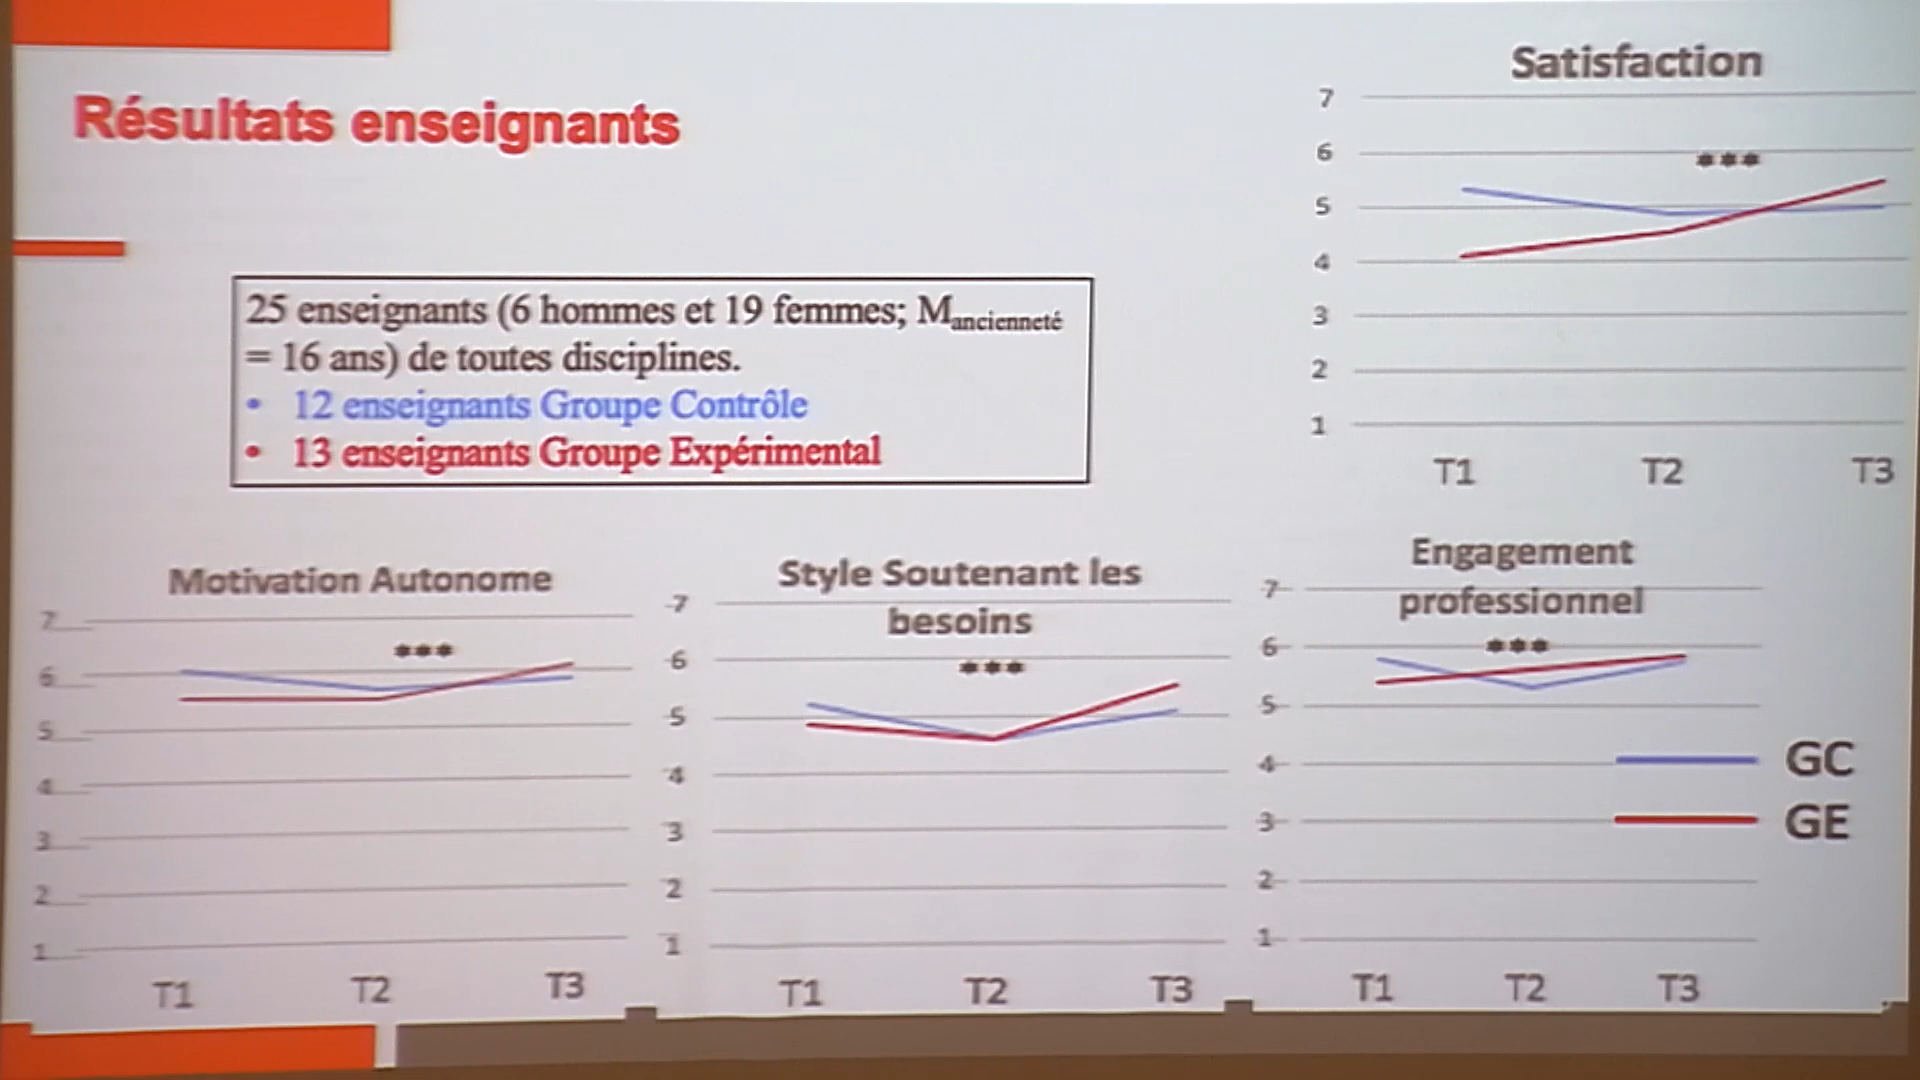 Résultats enseignants
25 enseignants (6 hommes et 19 femmes; Mancienneté
= 16 ans) de toutes disciplines.
• 12 enseignants Groupe Contrôle
• 13 enseignants Groupe Expérimental
Satisfaction
7
6
***
5
4
3
2
1
T1 T2 T3
Motivation Autonome
7
***
6
5
4
3
2
1
T1 T2 T3
Style Soutenant les
besoins
7
6
***
5
4
3
2
1
T1 T2 T3
Engagement
professionnel
7
6
***
5
4
3
2
1
T1 T2 T3
GC
GE